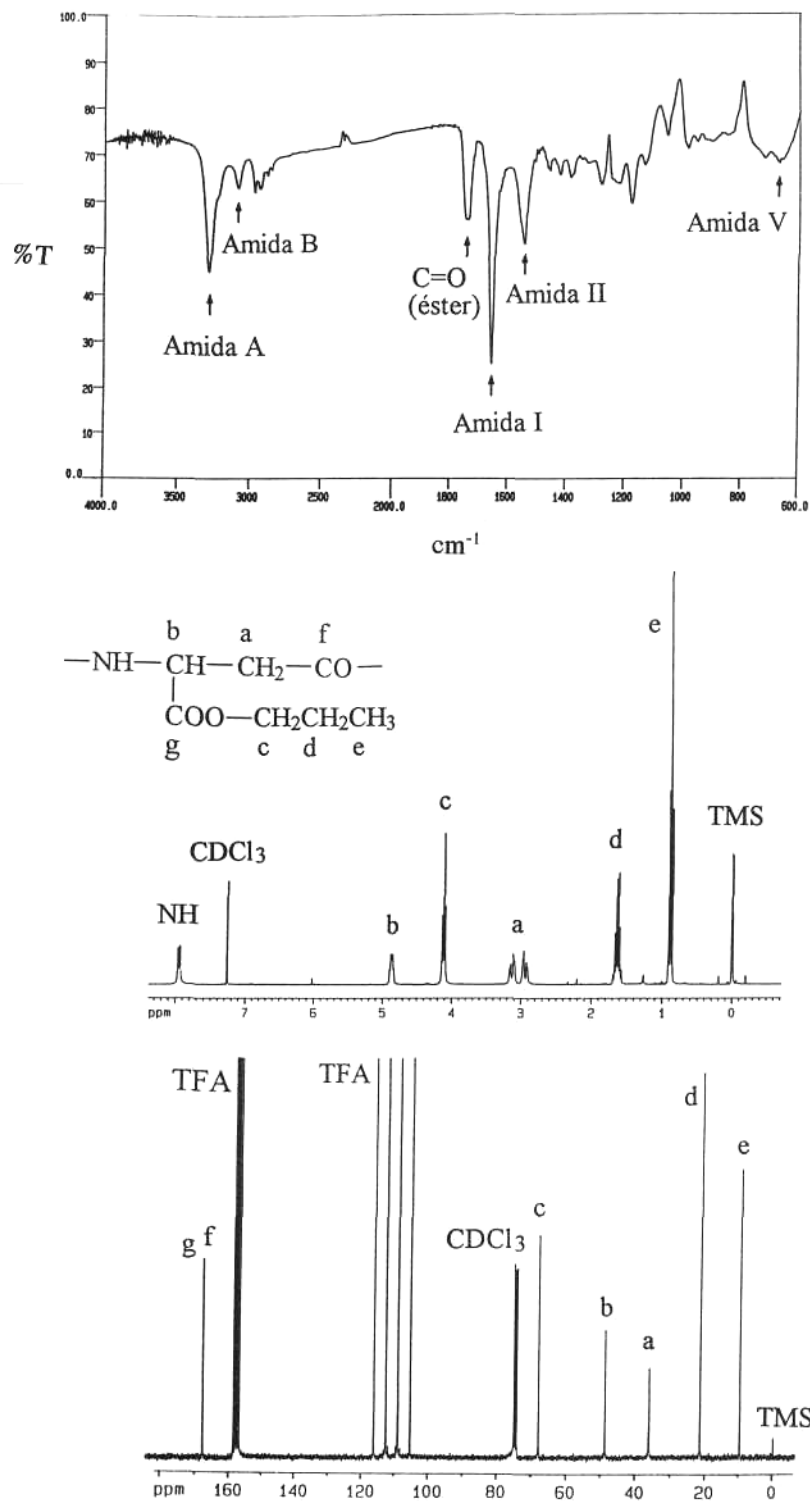 100.0
90
80
70
60
50
40
30
20
10
0.0
%T
Amida A
Amida B
C=O
(éster)
Amida I
Amida II
Amida V
4000.0 3500 3000 2500 2000.0 1800 1600 1400 1200 1000 800 600.0
cm-1
b a f
—NH—CH—CH2—CO—
COO—CH2CH2CH3
g c d e
NH
CDCl3
b
c
a
d
e
TMS
ppm 7 6 5 4 3 2 1 0
TFA
TFA
g f
CDCl3
c
b
a
d
e
TMS
ppm 160 140 120 100 80 60 40 20 0